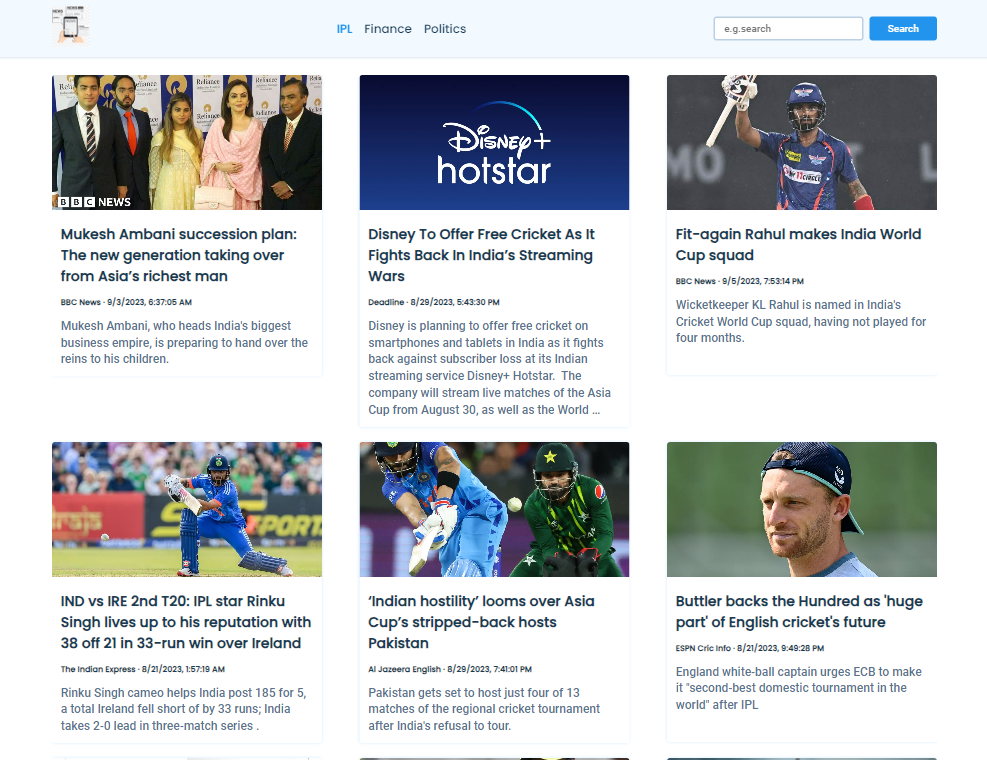 IPL Finance Politics
e.g.search
Search
Reliance
Reliance
Reliance
BBC NEWS
Mukesh Ambani succession plan:
The new generation taking over
from Asia’s richest man
BBC News · 9/3/2023, 6:37:05 AM
Mukesh Ambani, who heads India's biggest
business empire, is preparing to hand over the
reins to his children.
Disney+
hotstar
Disney To Offer Free Cricket As It
Fights Back In India’s Streaming
Wars
Deadline · 8/29/2023, 5:43:30 PM
Disney is planning to offer free cricket on
smartphones and tablets in India as it fights
back against subscriber loss at its Indian
streaming service Disney+ Hotstar.  The
company will stream live matches of the Asia
Cup from August 30, as well as the World ...
MO
L
Fit-again Rahul makes India World
Cup squad
BBC News · 9/5/2023, 7:53:14 PM
Wicketkeeper KL Rahul is named in India's
Cricket World Cup squad, having not played for
four months.
raja
SPORT
IND vs IRE 2nd T20: IPL star Rinku
Singh lives up to his reputation with
38 off 21 in 33-run win over Ireland
The Indian Express · 8/21/2023, 1:57:19 AM
Rinku Singh cameo helps India post 185 for 5,
a total Ireland fell short of by 33 runs; India
takes 2-0 lead in three-match series .
‘Indian hostility’ looms over Asia
Cup’s stripped-back hosts
Pakistan
Al Jazeera English · 8/29/2023, 7:41:01 PM
Pakistan gets set to host just four of 13
matches of the regional cricket tournament
after India's refusal to tour.
Buttler backs the Hundred as 'huge
part' of English cricket's future
ESPN Cric Info · 8/21/2023, 9:49:28 PM
England white-ball captain urges ECB to make
it "second-best domestic tournament in the
world" after IPL